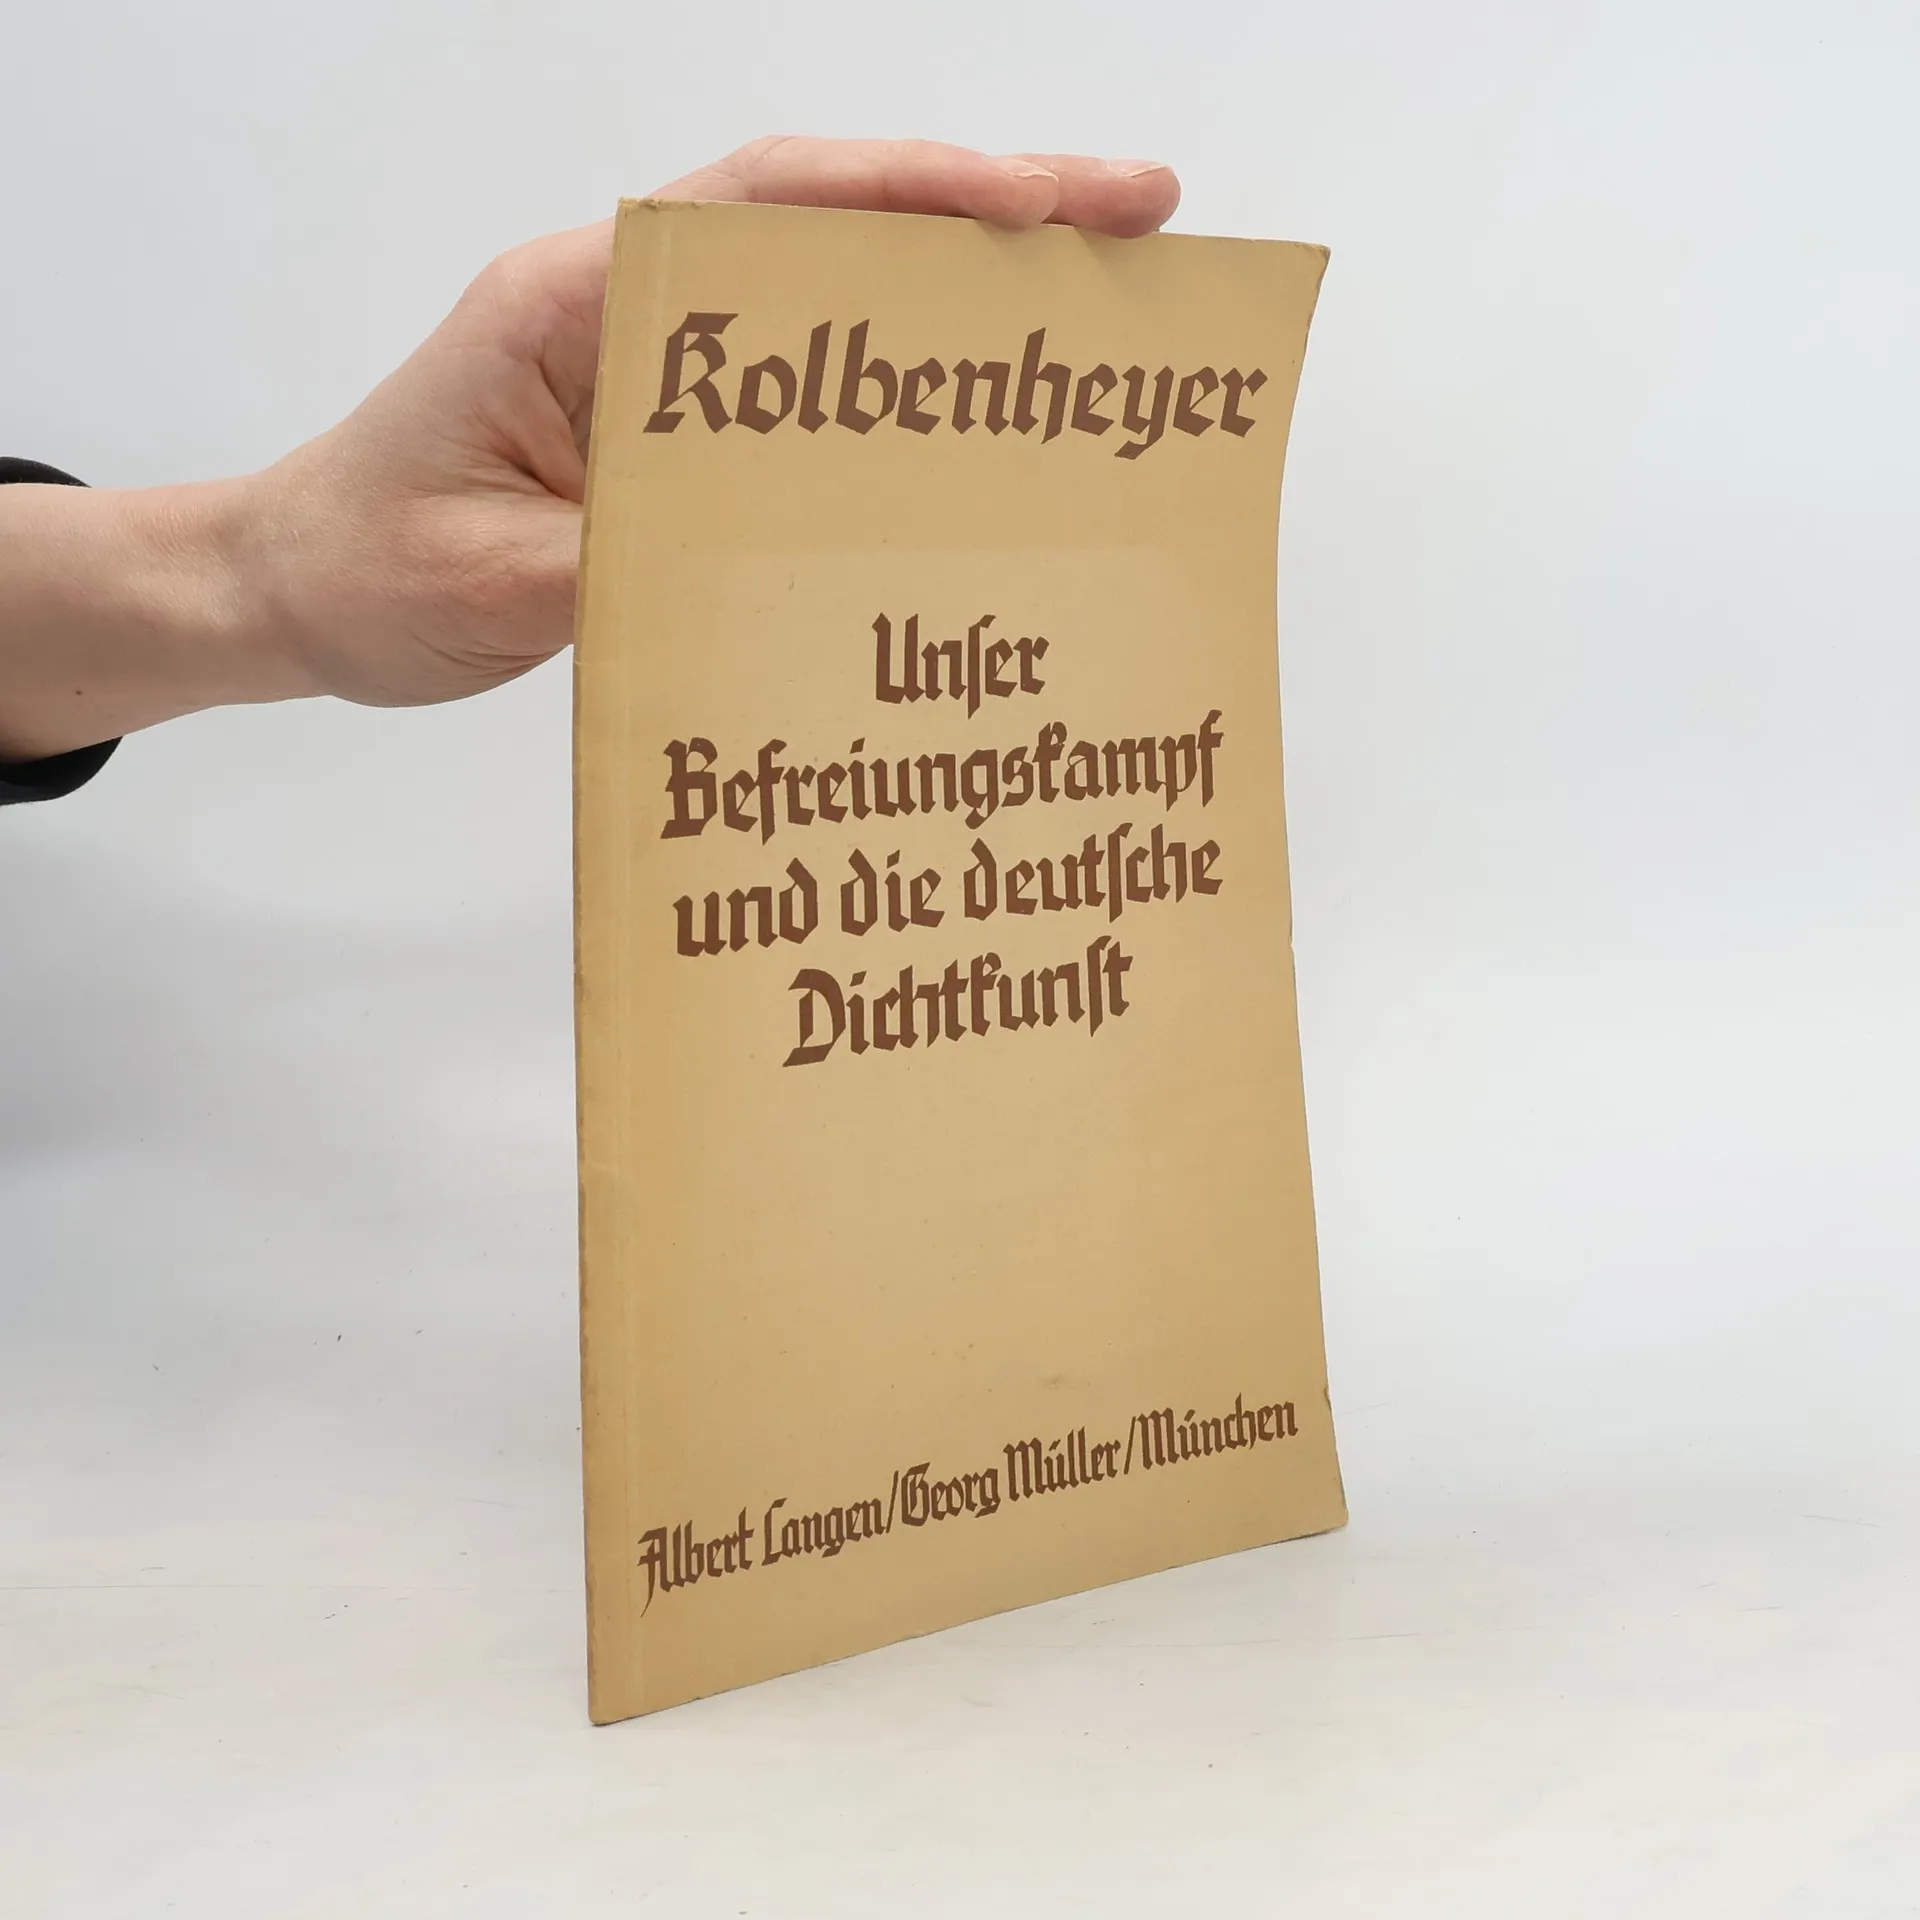 Kolbenheyer
Unſer
Befreiungskampf
und die deutſche
Dichtkunſt
Albert Langen/Georg Müller/München